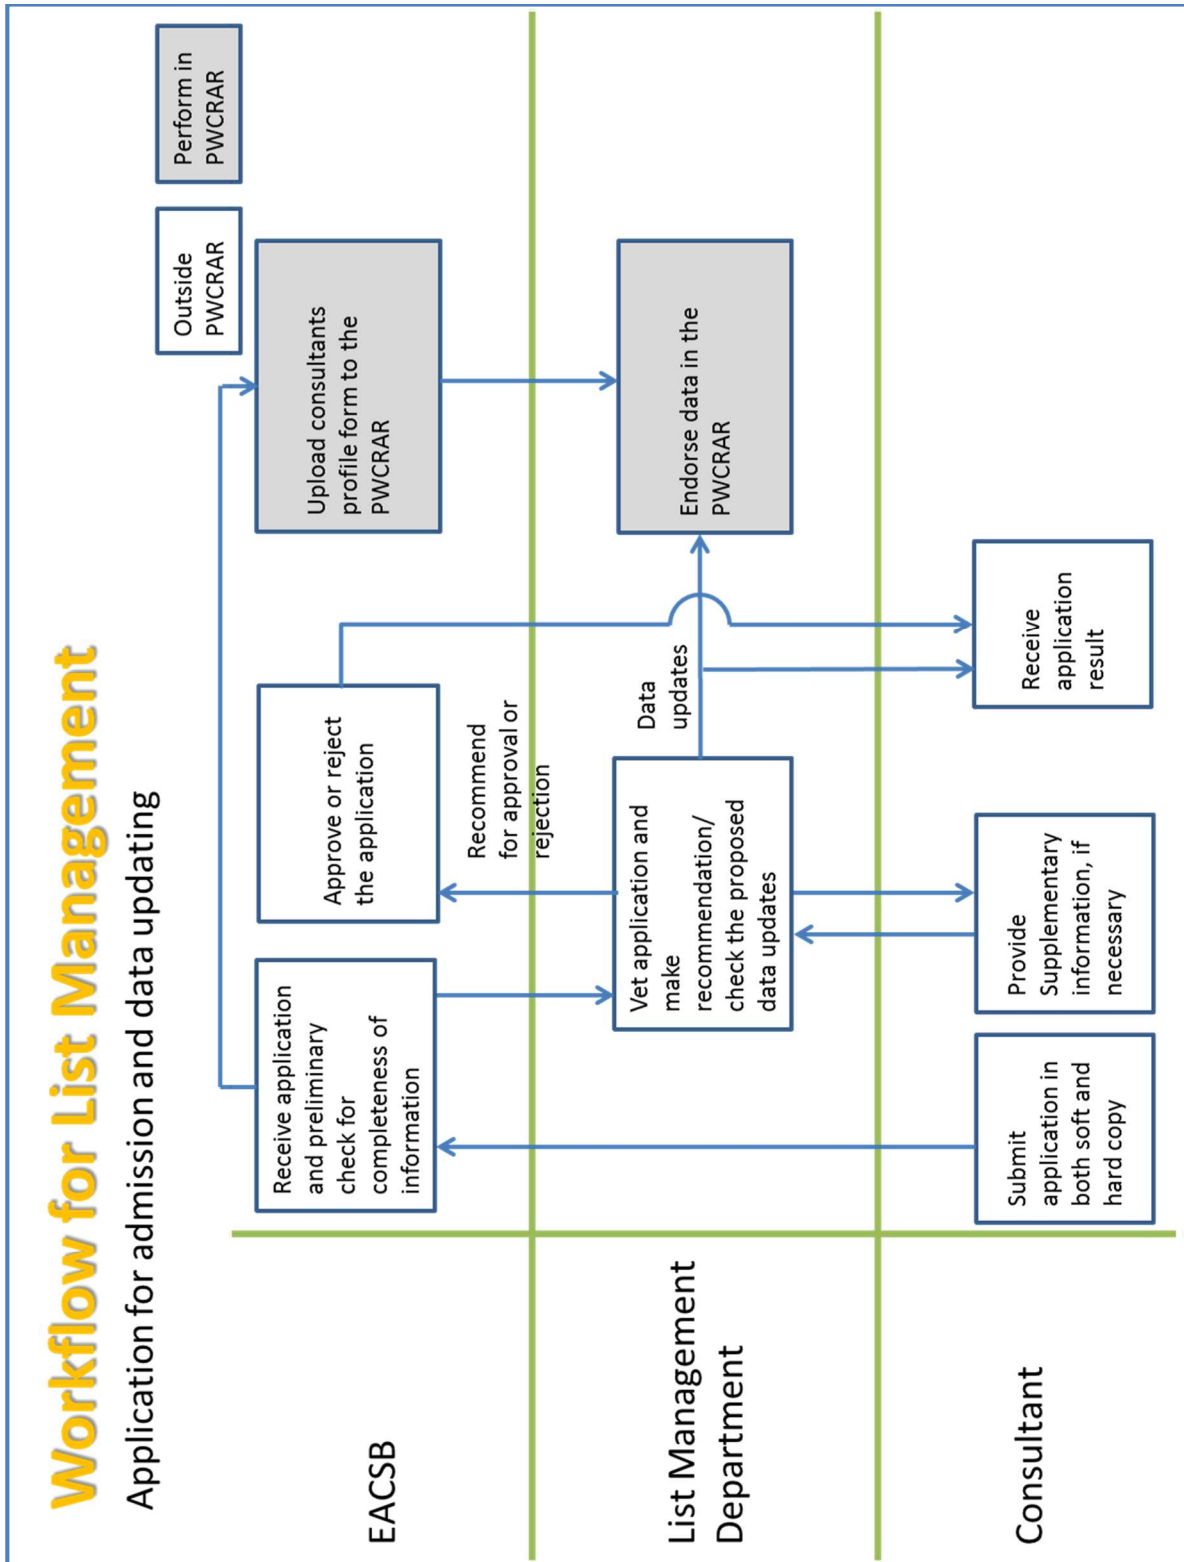 Workflow for List Management
Application for admission and data updating
Outside
PWCRAR
Perform in
PWCRAR
EACSB
Receive application
and preliminary
check for
completeness of
information
Approve or reject
the application
Upload consultants
profile form to the
PWCRAR
Recommend
for approval or
rejection
List Management
Department
Vet application and
make
recommendation/
check the proposed
data updates
Data
updates
Endorse data in the
PWCRAR
Consultant
Submit
application in
both soft and
hard copy
Provide
Supplementary
information, if
necessary
Receive
application
result